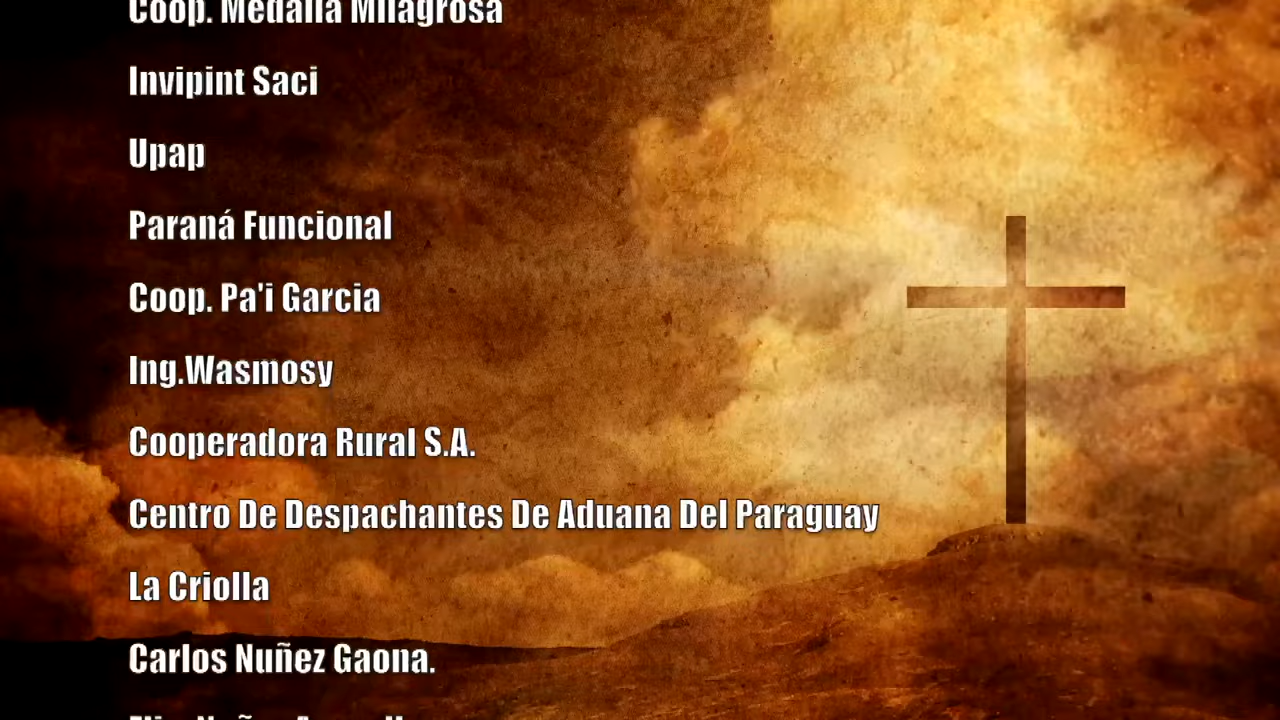 Coop. Medalla Milagrosa
Invipint Saci
Upap
Paraná Funcional
Coop. Pa'i Garcia
Ing.Wasmosy
Cooperadora Rural S.A.
Centro De Despachantes De Aduana Del Paraguay
La Criolla
Carlos Nuñez Gaona.